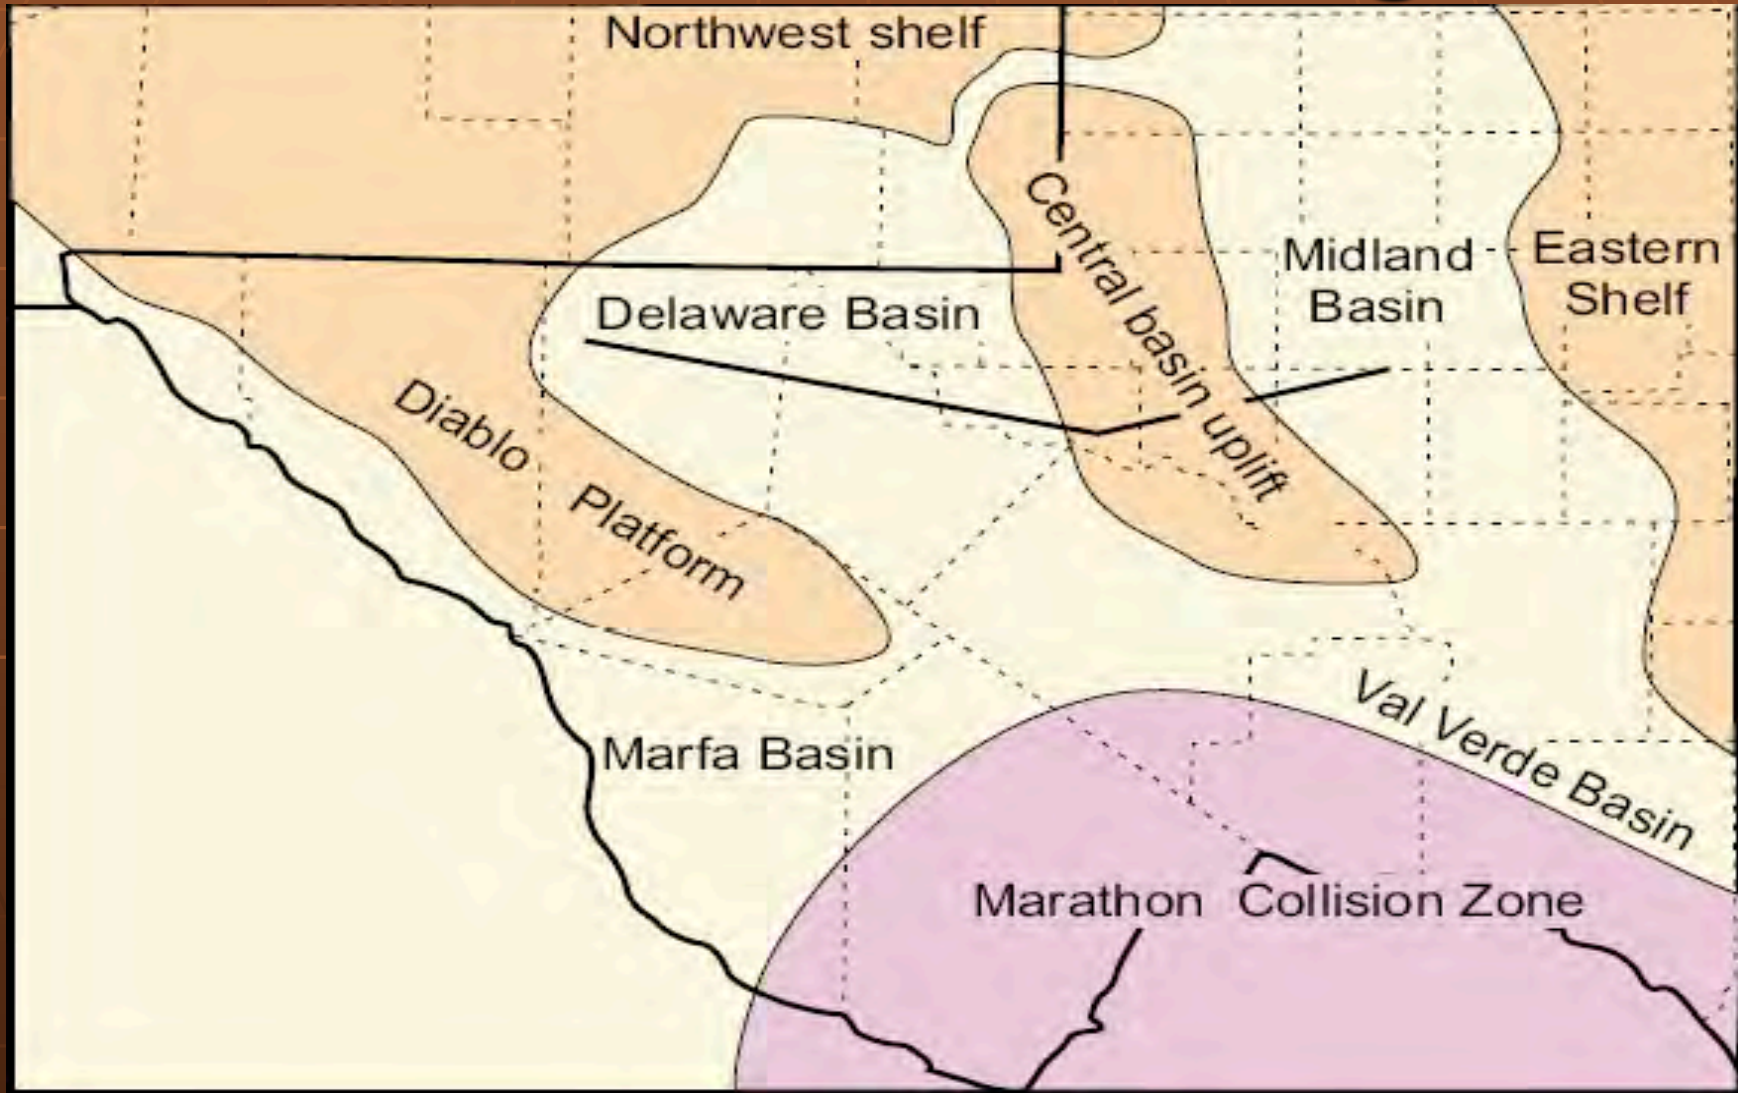 Northwest shelf
Central basin uplift
Midland
Basin
Eastern
Shelf
Delaware Basin
Diablo
Platform
Marfa Basin
Val Verde Basin
Marathon Collision Zone